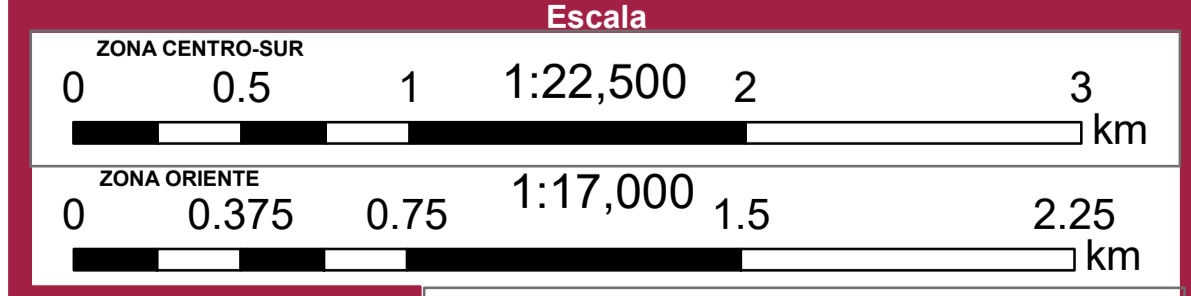 Escala
ZONA CENTRO-SUR
0 0.5 1 1:22,500 2 3
km
ZONA ORIENTE
0 0.375 0.75 1:17,000 1.5 2.25
km